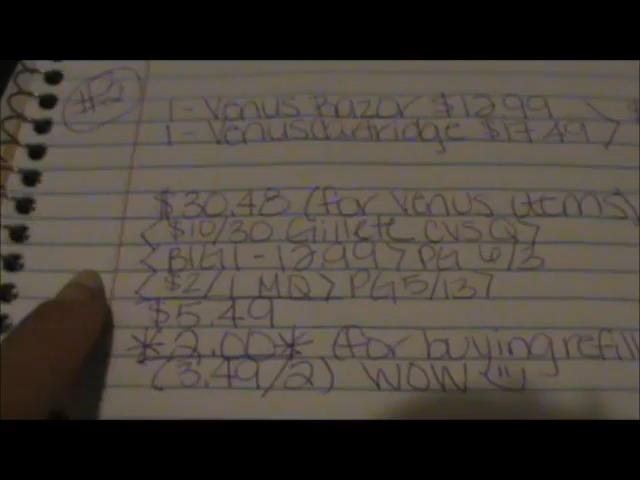 #2
1 - Venus Razor $12.99 > $
1 - Venus Cartridge $17.49 >
$30.48 (for venus items)
<$10/30 Gillete CVS Q>
<B1G1 - 12.99> PG 6/3
<$2/1 MQ> PG 5/13?
$5.49
*2.00* (for buying refill
(3.49/2) WOW